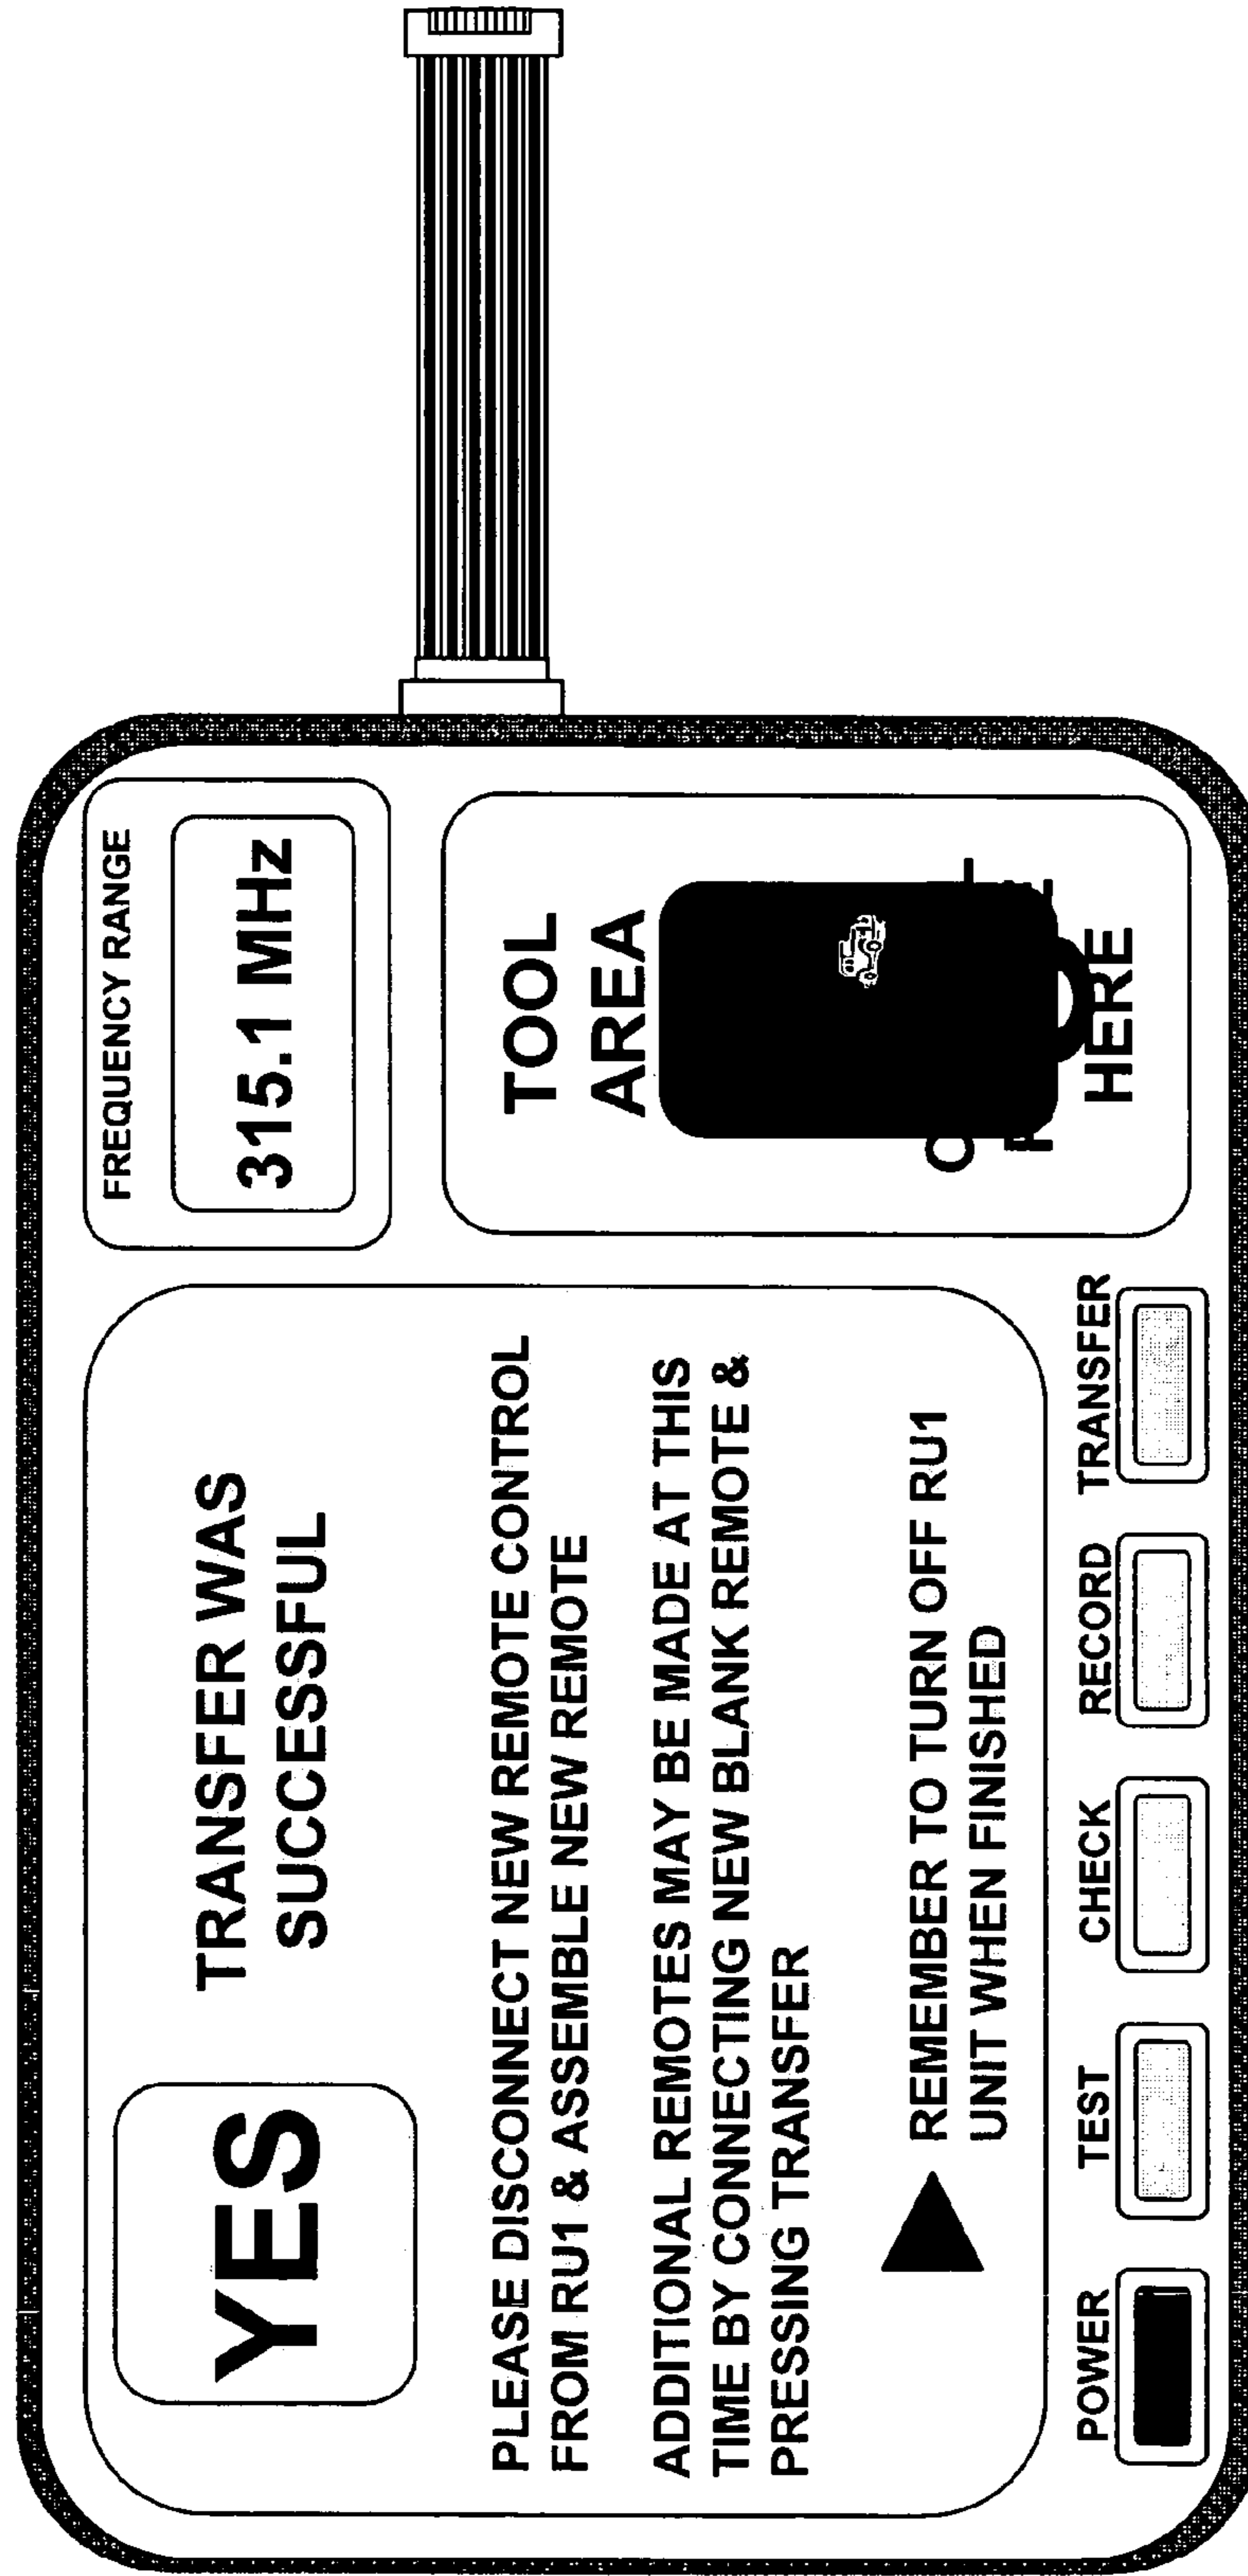 YES
TRANSFER WAS
SUCCESSFUL
PLEASE DISCONNECT NEW REMOTE CONTROL
FROM RU1 & ASSEMBLE NEW REMOTE
ADDITIONAL REMOTES MAY BE MADE AT THIS
TIME BY CONNECTING NEW BLANK REMOTE &
PRESSING TRANSFER
REMEMBER TO TURN OFF RU1
UNIT WHEN FINISHED
FREQUENCY RANGE
315.1 MHz
TOOL
AREA
HERE
POWER
TEST
CHECK
RECORD
TRANSFER